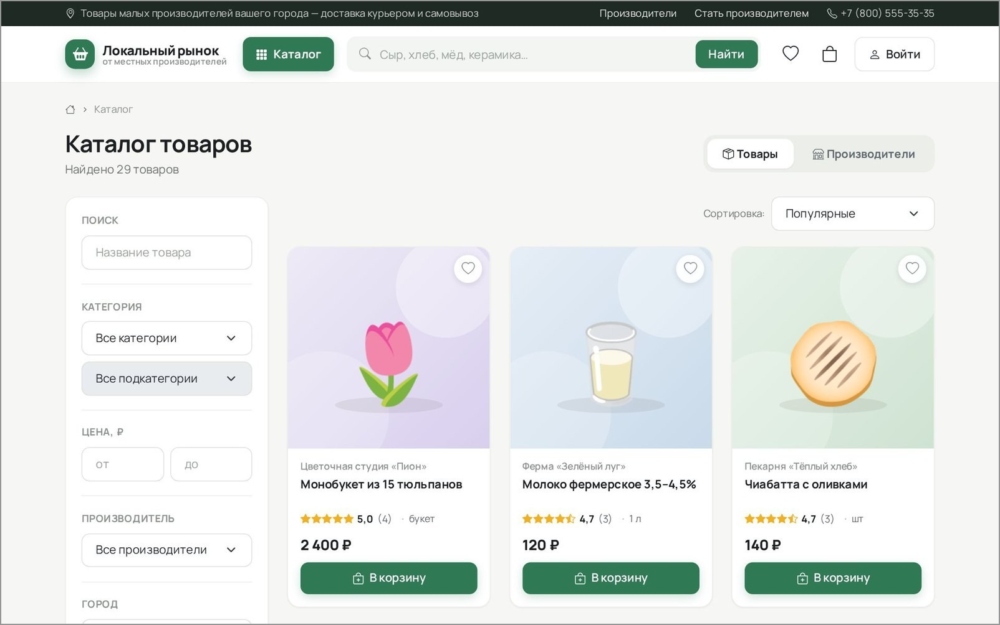 Товары малых производителей вашего города — доставка курьером и самовывоз
Производители
Стать производителем
+7 (800) 555-35-35
Локальный рынок
от местных производителей
Каталог
Сыр, хлеб, мёд, керамика...
Найти
Войти
Каталог
Каталог товаров
Найдено 29 товаров
Товары
Производители
ПОИСК
Название товара
КАТЕГОРИЯ
Все категории
Все подкатегории
ЦЕНА, ₽
от
до
ПРОИЗВОДИТЕЛЬ
Все производители
ГОРОД
Сортировка:
Популярные
Цветочная студия «Пион»
Монобукет из 15 тюльпанов
5,0 (4) · букет
2 400 ₽
В корзину
Ферма «Зелёный луг»
Молоко фермерское 3,5–4,5%
4,7 (3) · 1 л
120 ₽
В корзину
Пекарня «Тёплый хлеб»
Чиабатта с оливками
4,7 (3) · шт
140 ₽
В корзину